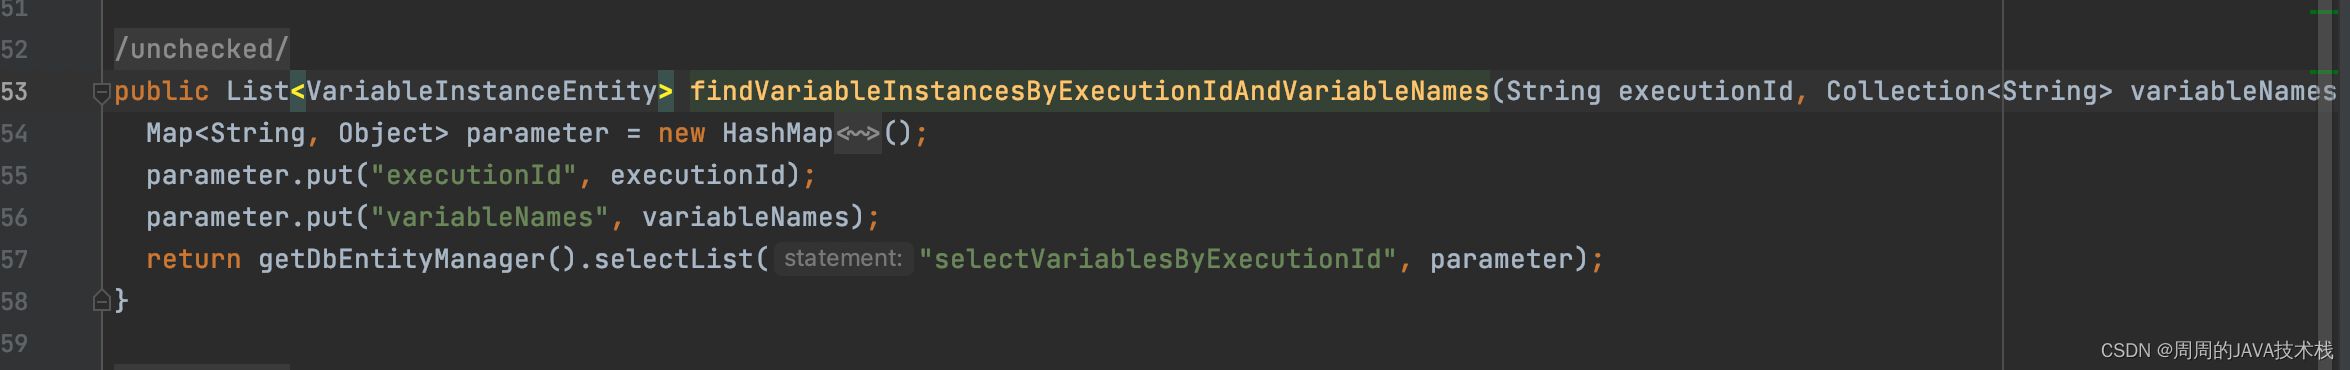 51
52 /unchecked/
53 public List<VariableInstanceEntity> findVariableInstancesByExecutionIdAndVariableNames(String executionId, Collection<String> variableNames
54 Map<String, Object> parameter = new HashMap<~>();
55 parameter.put("executionId", executionId);
56 parameter.put("variableNames", variableNames);
57 return getDbEntityManager().selectList( statement: "selectVariablesByExecutionId", parameter);
58 }
59
CSDN @周周的JAVA技术栈